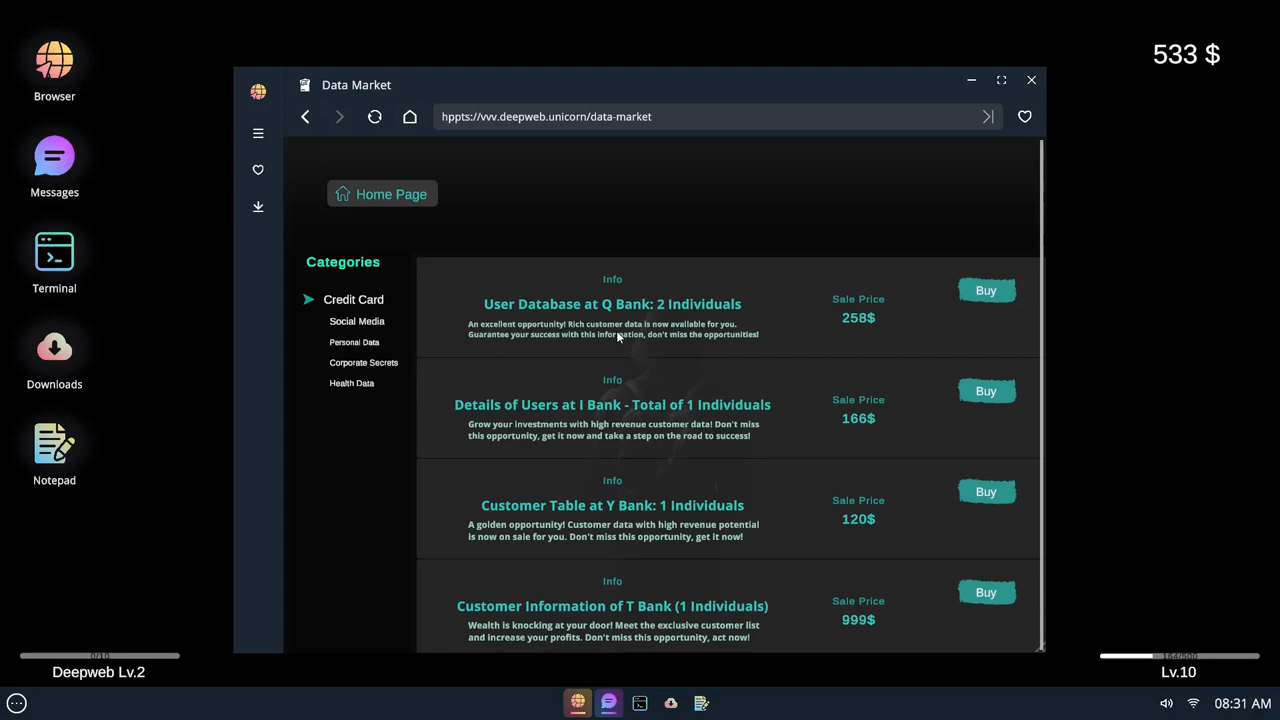 533 $
Browser
Messages
Terminal
Downloads
Notepad
Data Market
hppts://vvv.deepweb.unicorn/data-market
Home Page
Categories
Credit Card
Social Media
Personal Data
Corporate Secrets
Health Data
Info
User Database at Q Bank: 2 Individuals
An excellent opportunity! Rich customer data is now available for you.
Guarantee your success with this information, don't miss the opportunities!
Sale Price
258$
Buy
Info
Details of Users at I Bank - Total of 1 Individuals
Grow your investments with high revenue customer data! Don't miss
this opportunity, get it now and take a step on the road to success!
Sale Price
166$
Buy
Info
Customer Table at Y Bank: 1 Individuals
A golden opportunity! Customer data with high revenue potential
is now on sale for you. Don't miss this opportunity, get it now!
Sale Price
120$
Buy
Info
Customer Information of T Bank (1 Individuals)
Wealth is knocking at your door! Meet the exclusive customer list
and increase your profits. Don't miss this opportunity, act now!
Sale Price
999$
Buy
0/10
Deepweb Lv.2
164/500
Lv.10
08:31 AM